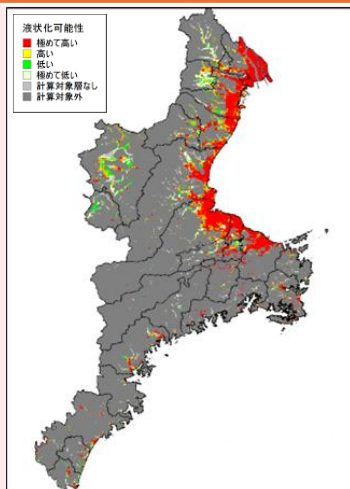 液状化可能性
極めて高い
高い
低い
極めて低い
計算対象層なし
計算対象外